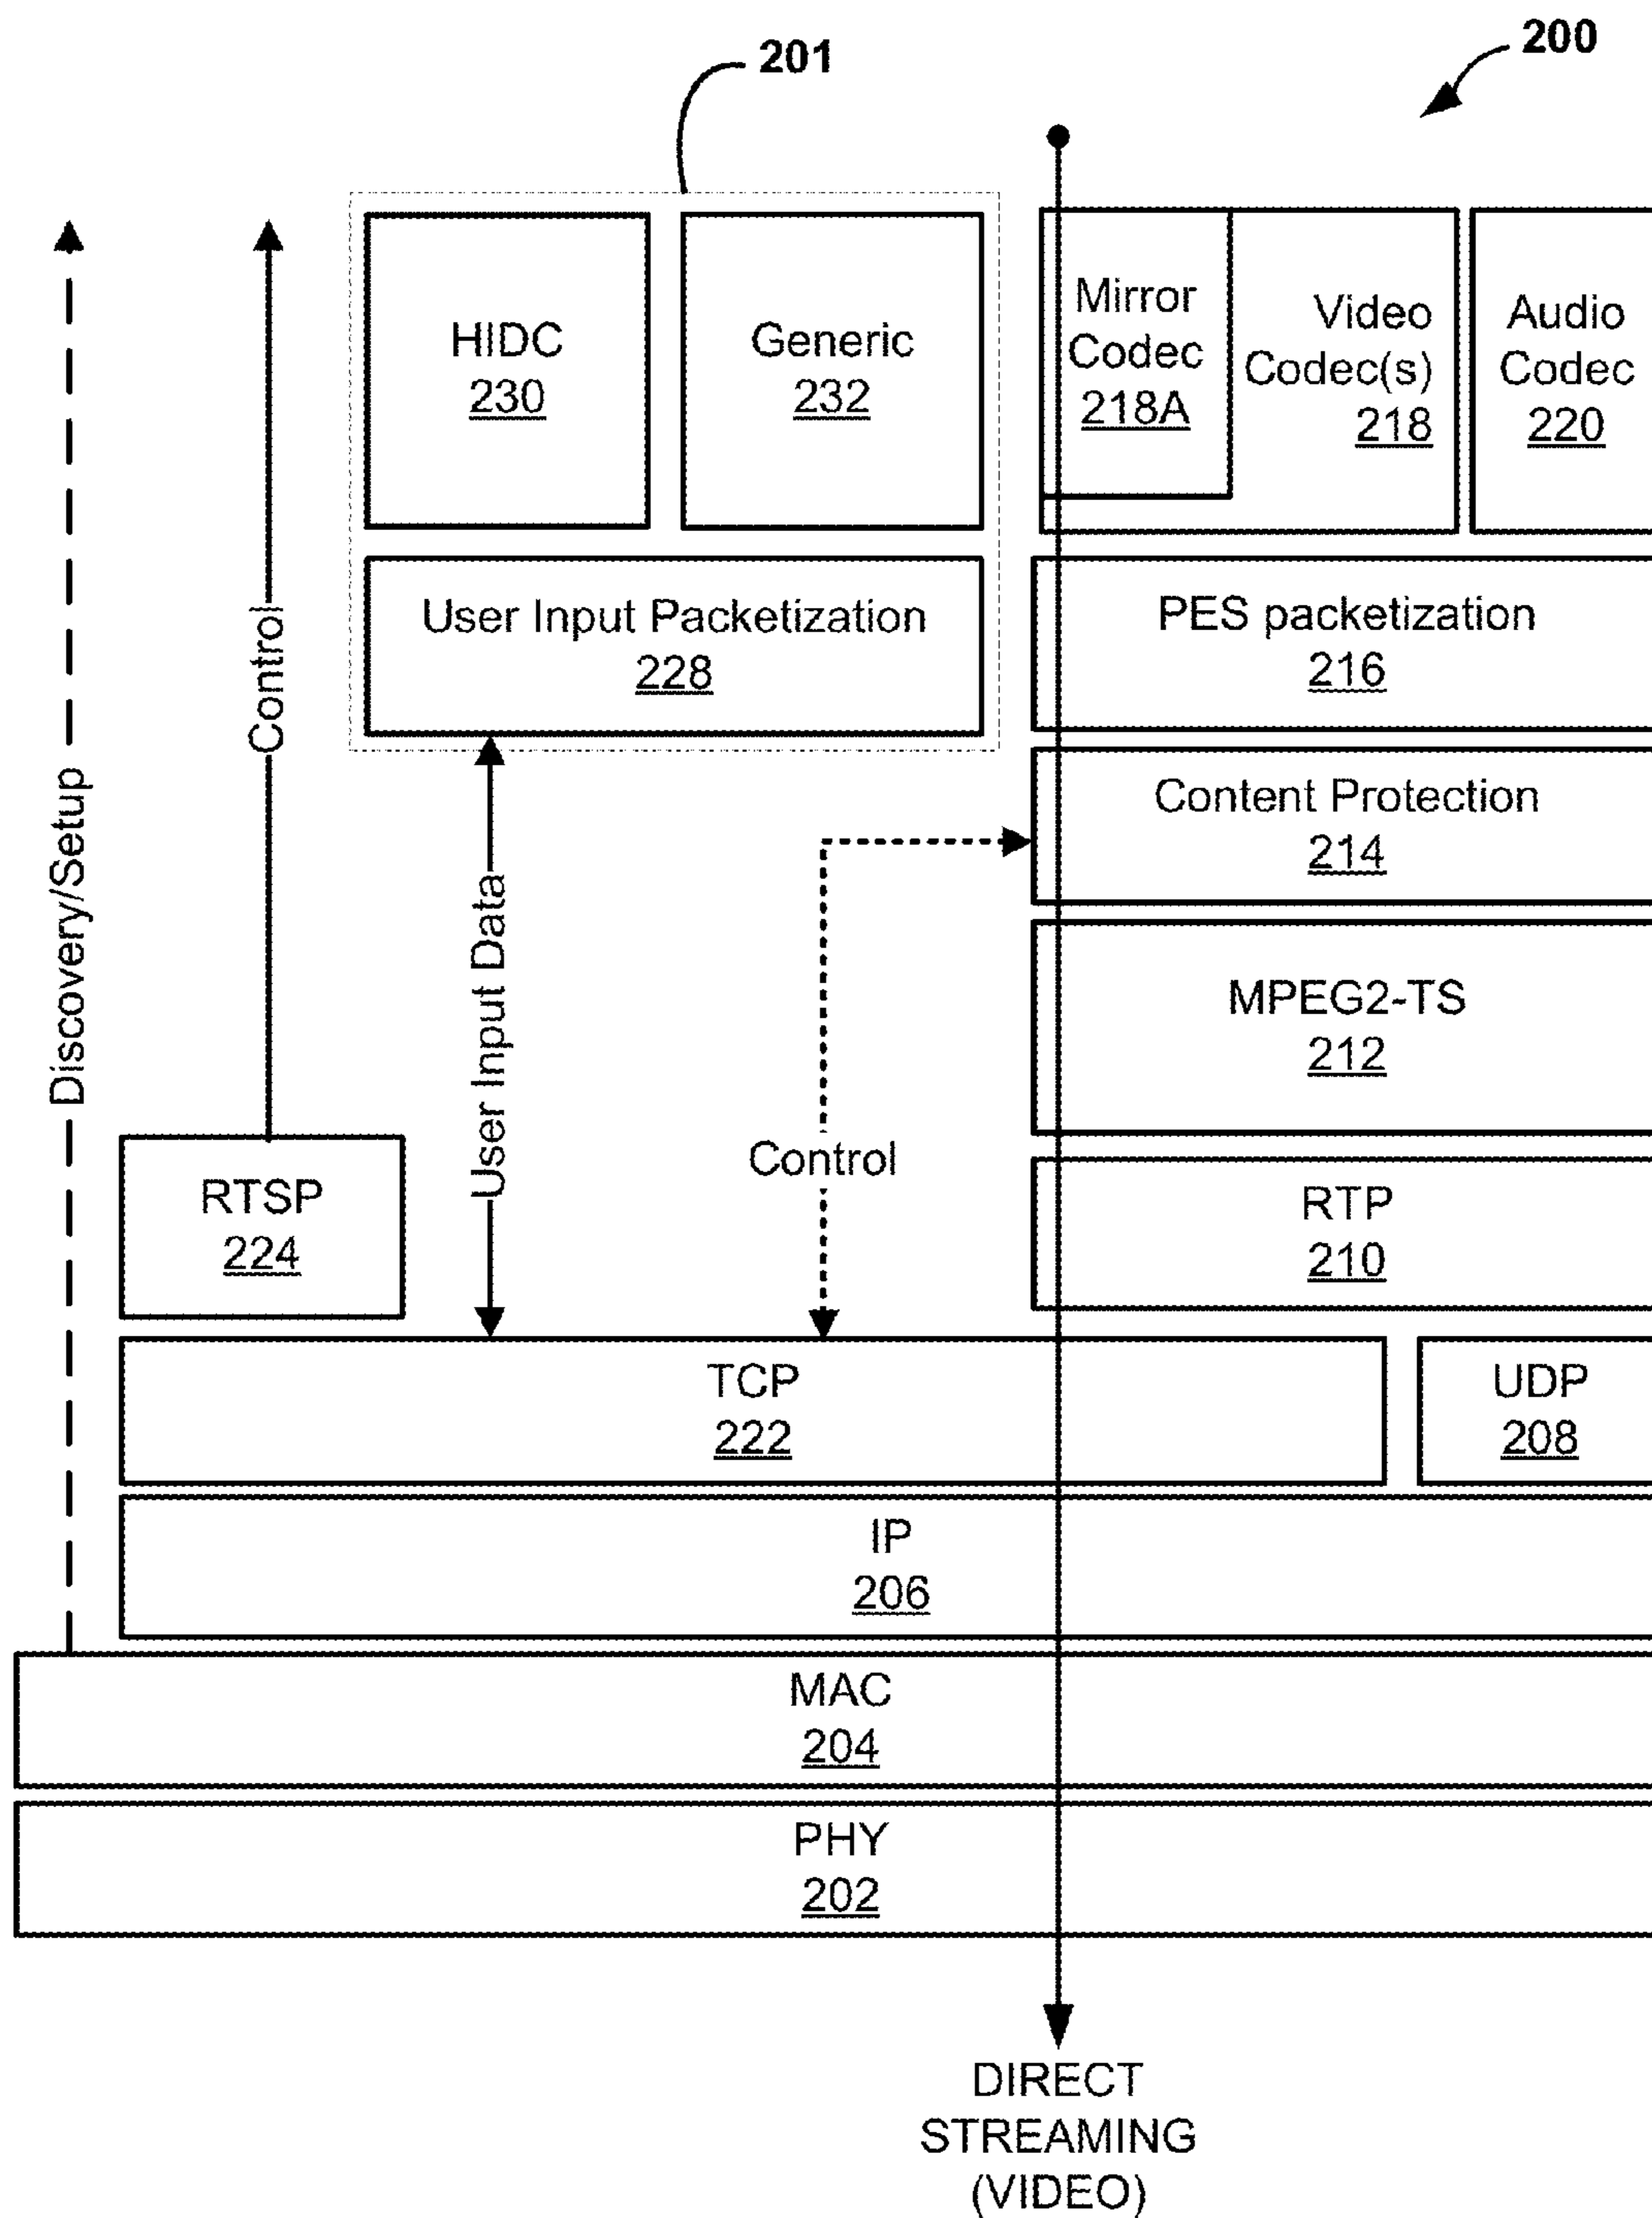 200
201
HIDC
230
Generic
232
Mirror
Codec
218A
Video
Codec(s)
218
Audio
Codec
220
User Input Packetization
228
PES packetization
216
Control
Discovery/Setup
User Input Data
Content Protection
214
MPEG2-TS
212
Control
RTSP
224
RTP
210
TCP
222
UDP
208
IP
206
MAC
204
PHY
202
DIRECT
STREAMING
(VIDEO)